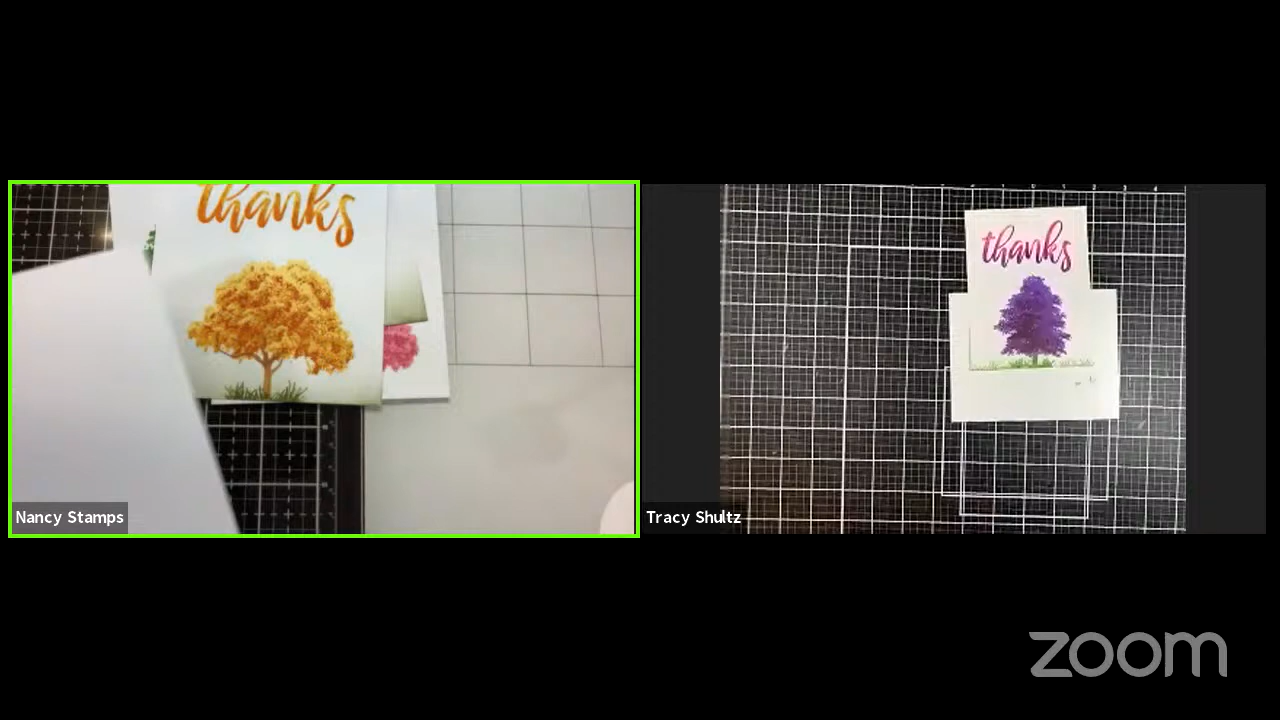 thanks
Nancy Stamps
thanks
Tracy Shultz
zoom